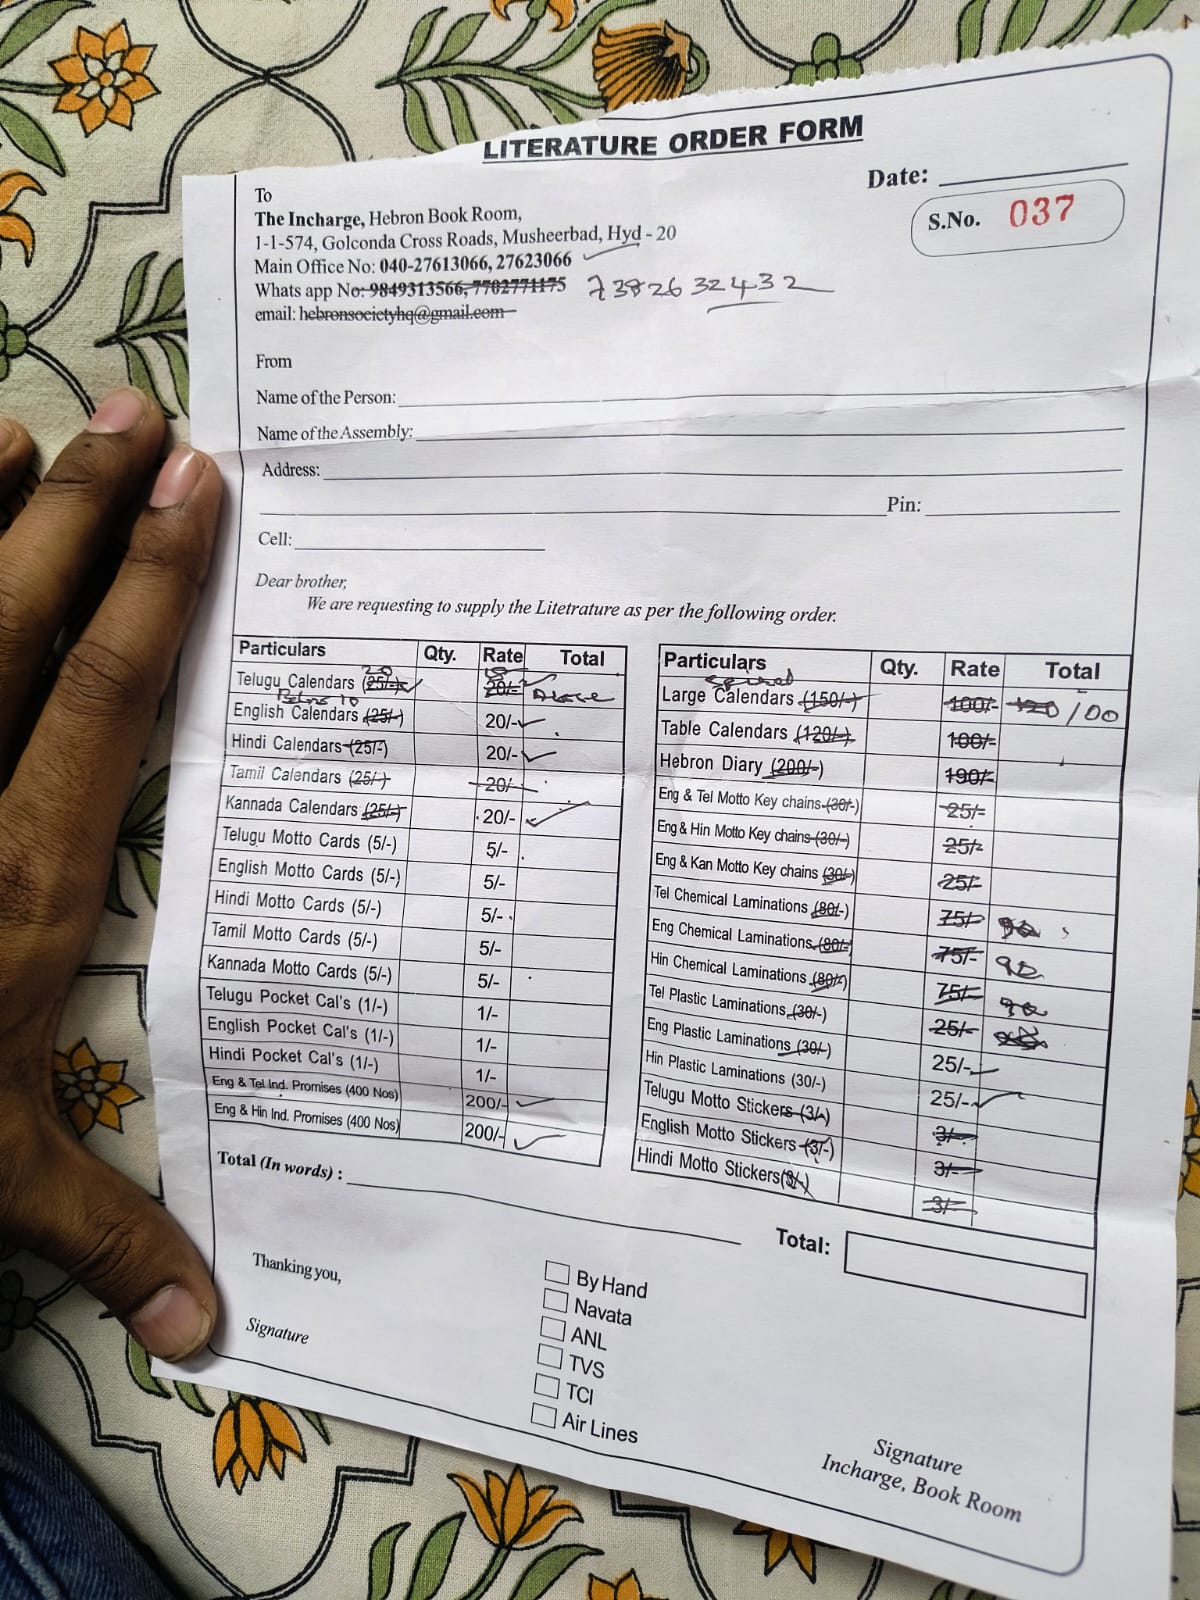 LITERATURE ORDER FORM
Date:
S.No. 037
To
The Incharge, Hebron Book Room,
1-1-574, Golconda Cross Roads, Musheerbad, Hyd - 20
Main Office No: 040-27613066, 27623066
Whats app No: 9849313566, 7702771175 7382632432
email: hebronsocietyhq@gmail.com
From
Name of the Person:
Name of the Assembly:
Address:
Pin:
Cell:
Dear brother,
We are requesting to supply the Litetrature as per the following order.
Particulars Qty. Rate Total
20
Telugu Calendars (25/-) 20/-
10
English Calendars (25/-) 20/-
Hindi Calendars (25/-) 20/-
Tamil Calendars (25/-) 20/-
Kannada Calendars (25/-) 20/-
Telugu Motto Cards (5/-) 5/-
English Motto Cards (5/-) 5/-
Hindi Motto Cards (5/-) 5/-
Tamil Motto Cards (5/-) 5/-
Kannada Motto Cards (5/-) 5/-
Telugu Pocket Cal's (1/-) 1/-
English Pocket Cal's (1/-) 1/-
Hindi Pocket Cal's (1/-) 1/-
Eng & Tel Ind. Promises (400 Nos) 200/-
Eng & Hin Ind. Promises (400 Nos) 200/-
Particulars Qty. Rate Total
Large Calendars (150/-) 100/- 120/00
Table Calendars (120/-) 100/-
Hebron Diary (200/-) 190/-
Eng & Tel Motto Key chains (30/-) 25/-
Eng & Hin Motto Key chains (30/-) 25/-
Eng & Kan Motto Key chains (30/-) 25/-
Tel Chemical Laminations (80/-) 75/-
Eng Chemical Laminations (80/-) 75/- 90
Hin Chemical Laminations (80/-) 75/- 90
Tel Plastic Laminations (30/-) 25/-
Eng Plastic Laminations (30/-) 25/-
Hin Plastic Laminations (30/-) 25/-
Telugu Motto Stickers (3/-) 3/-
English Motto Stickers (3/-) 3/-
Hindi Motto Stickers (3/-) 3/-
Total (In words) :
Total:
Thanking you,
Signature
By Hand
Navata
ANL
TVS
TCI
Air Lines
Signature
Incharge, Book Room